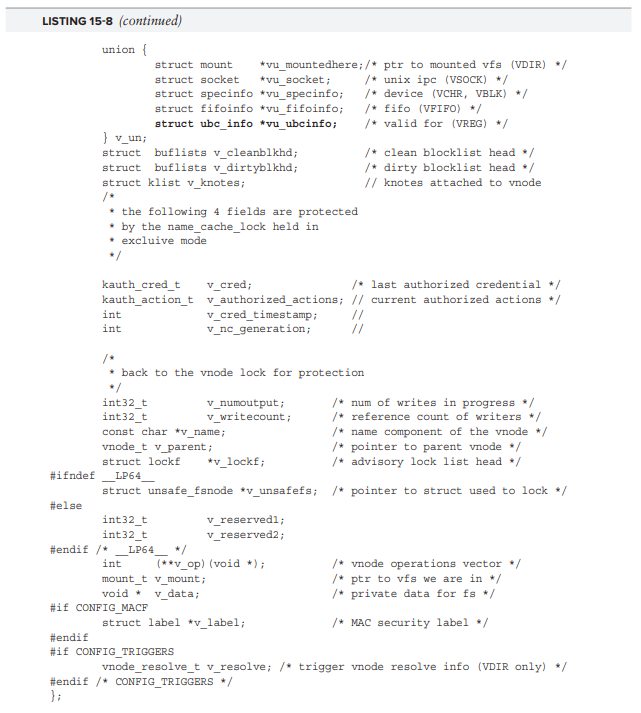 LISTING 15-8 (continued)
union {
struct mount *vu_mountedhere;/* ptr to mounted vfs (VDIR) */
struct socket *vu_socket; /* unix ipc (VSOCK) */
struct specinfo *vu_specinfo; /* device (VCHR, VBLK) */
struct fifoinfo *vu_fifoinfo; /* fifo (VFIFO) */
struct ubc_info *vu_ubcinfo; /* valid for (VREG) */
} v_un;
struct buflists v_cleanblkhd; /* clean blocklist head */
struct buflists v_dirtyblkhd; /* dirty blocklist head */
struct klist v_knotes; // knotes attached to vnode
/*
* the following 4 fields are protected
* by the name_cache_lock held in
* excluive mode
*/
kauth_cred_t v_cred; /* last authorized credential */
kauth_action_t v_authorized_actions; // current authorized actions */
int v_cred_timestamp; //
int v_nc_generation; //
/*
* back to the vnode lock for protection
*/
int32_t v_numoutput; /* num of writes in progress */
int32_t v_writecount; /* reference count of writers */
const char *v_name; /* name component of the vnode */
vnode_t v_parent; /* pointer to parent vnode */
struct lockf *v_lockf; /* advisory lock list head */
#ifndef __LP64__
struct unsafe_fsnode *v_unsafefs; /* pointer to struct used to lock */
#else
int32_t v_reserved1;
int32_t v_reserved2;
#endif /* __LP64__ */
int (**v_op)(void *); /* vnode operations vector */
mount_t v_mount; /* ptr to vfs we are in */
void * v_data; /* private data for fs */
#if CONFIG_MACF
struct label *v_label; /* MAC security label */
#endif
#if CONFIG_TRIGGERS
vnode_resolve_t v_resolve; /* trigger vnode resolve info (VDIR only) */
#endif /* CONFIG_TRIGGERS */
};